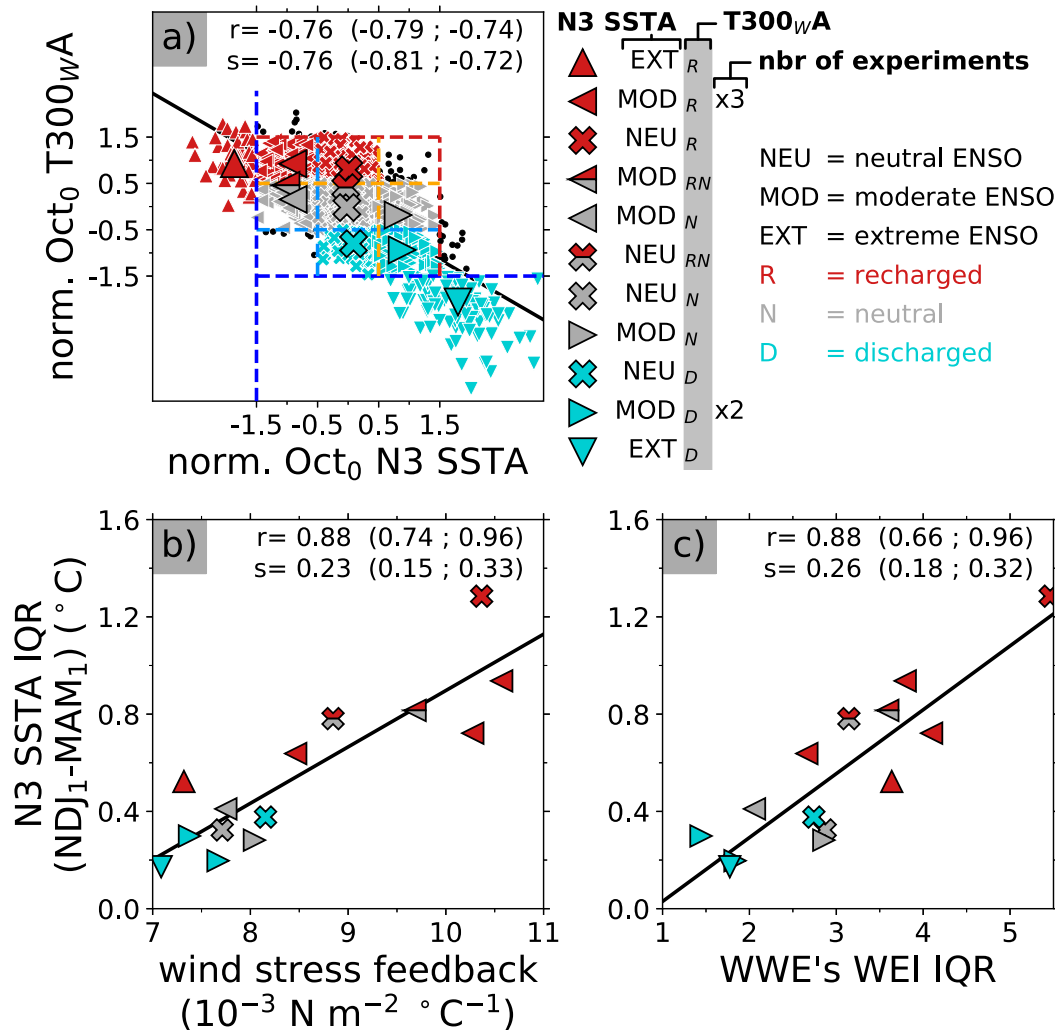 a)
r= -0.76 (-0.79 ; -0.74)
s= -0.76 (-0.81 ; -0.72)
norm. Oct0 T300WA
1.5
0.5
-0.5
-1.5
-1.5 -0.5 0.5 1.5
norm. Oct0 N3 SSTA
N3 SSTA T300WA
nbr of experiments
EXT R
MOD R x3
NEU R
MOD RN
MOD N
NEU RN
NEU N
MOD N
NEU D
MOD D x2
EXT D
NEU = neutral ENSO
MOD = moderate ENSO
EXT = extreme ENSO
R = recharged
N = neutral
D = discharged
b)
r= 0.88 (0.74 ; 0.96)
s= 0.23 (0.15 ; 0.33)
N3 SSTA IQR
(NDJ1-MAM1) (°C)
1.6
1.2
0.8
0.4
0.0
7 8 9 10 11
wind stress feedback
(10−3 N m−2 °C−1)
c)
r= 0.88 (0.66 ; 0.96)
s= 0.26 (0.18 ; 0.32)
1.6
1.2
0.8
0.4
0.0
1 2 3 4 5
WWE's WEI IQR